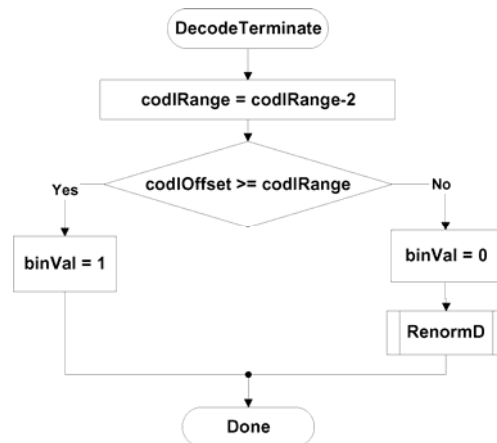 DecodeTerminate
codIRange = codIRange-2
codIOffset >= codIRange
Yes
No
binVal = 1
binVal = 0
RenormD
Done